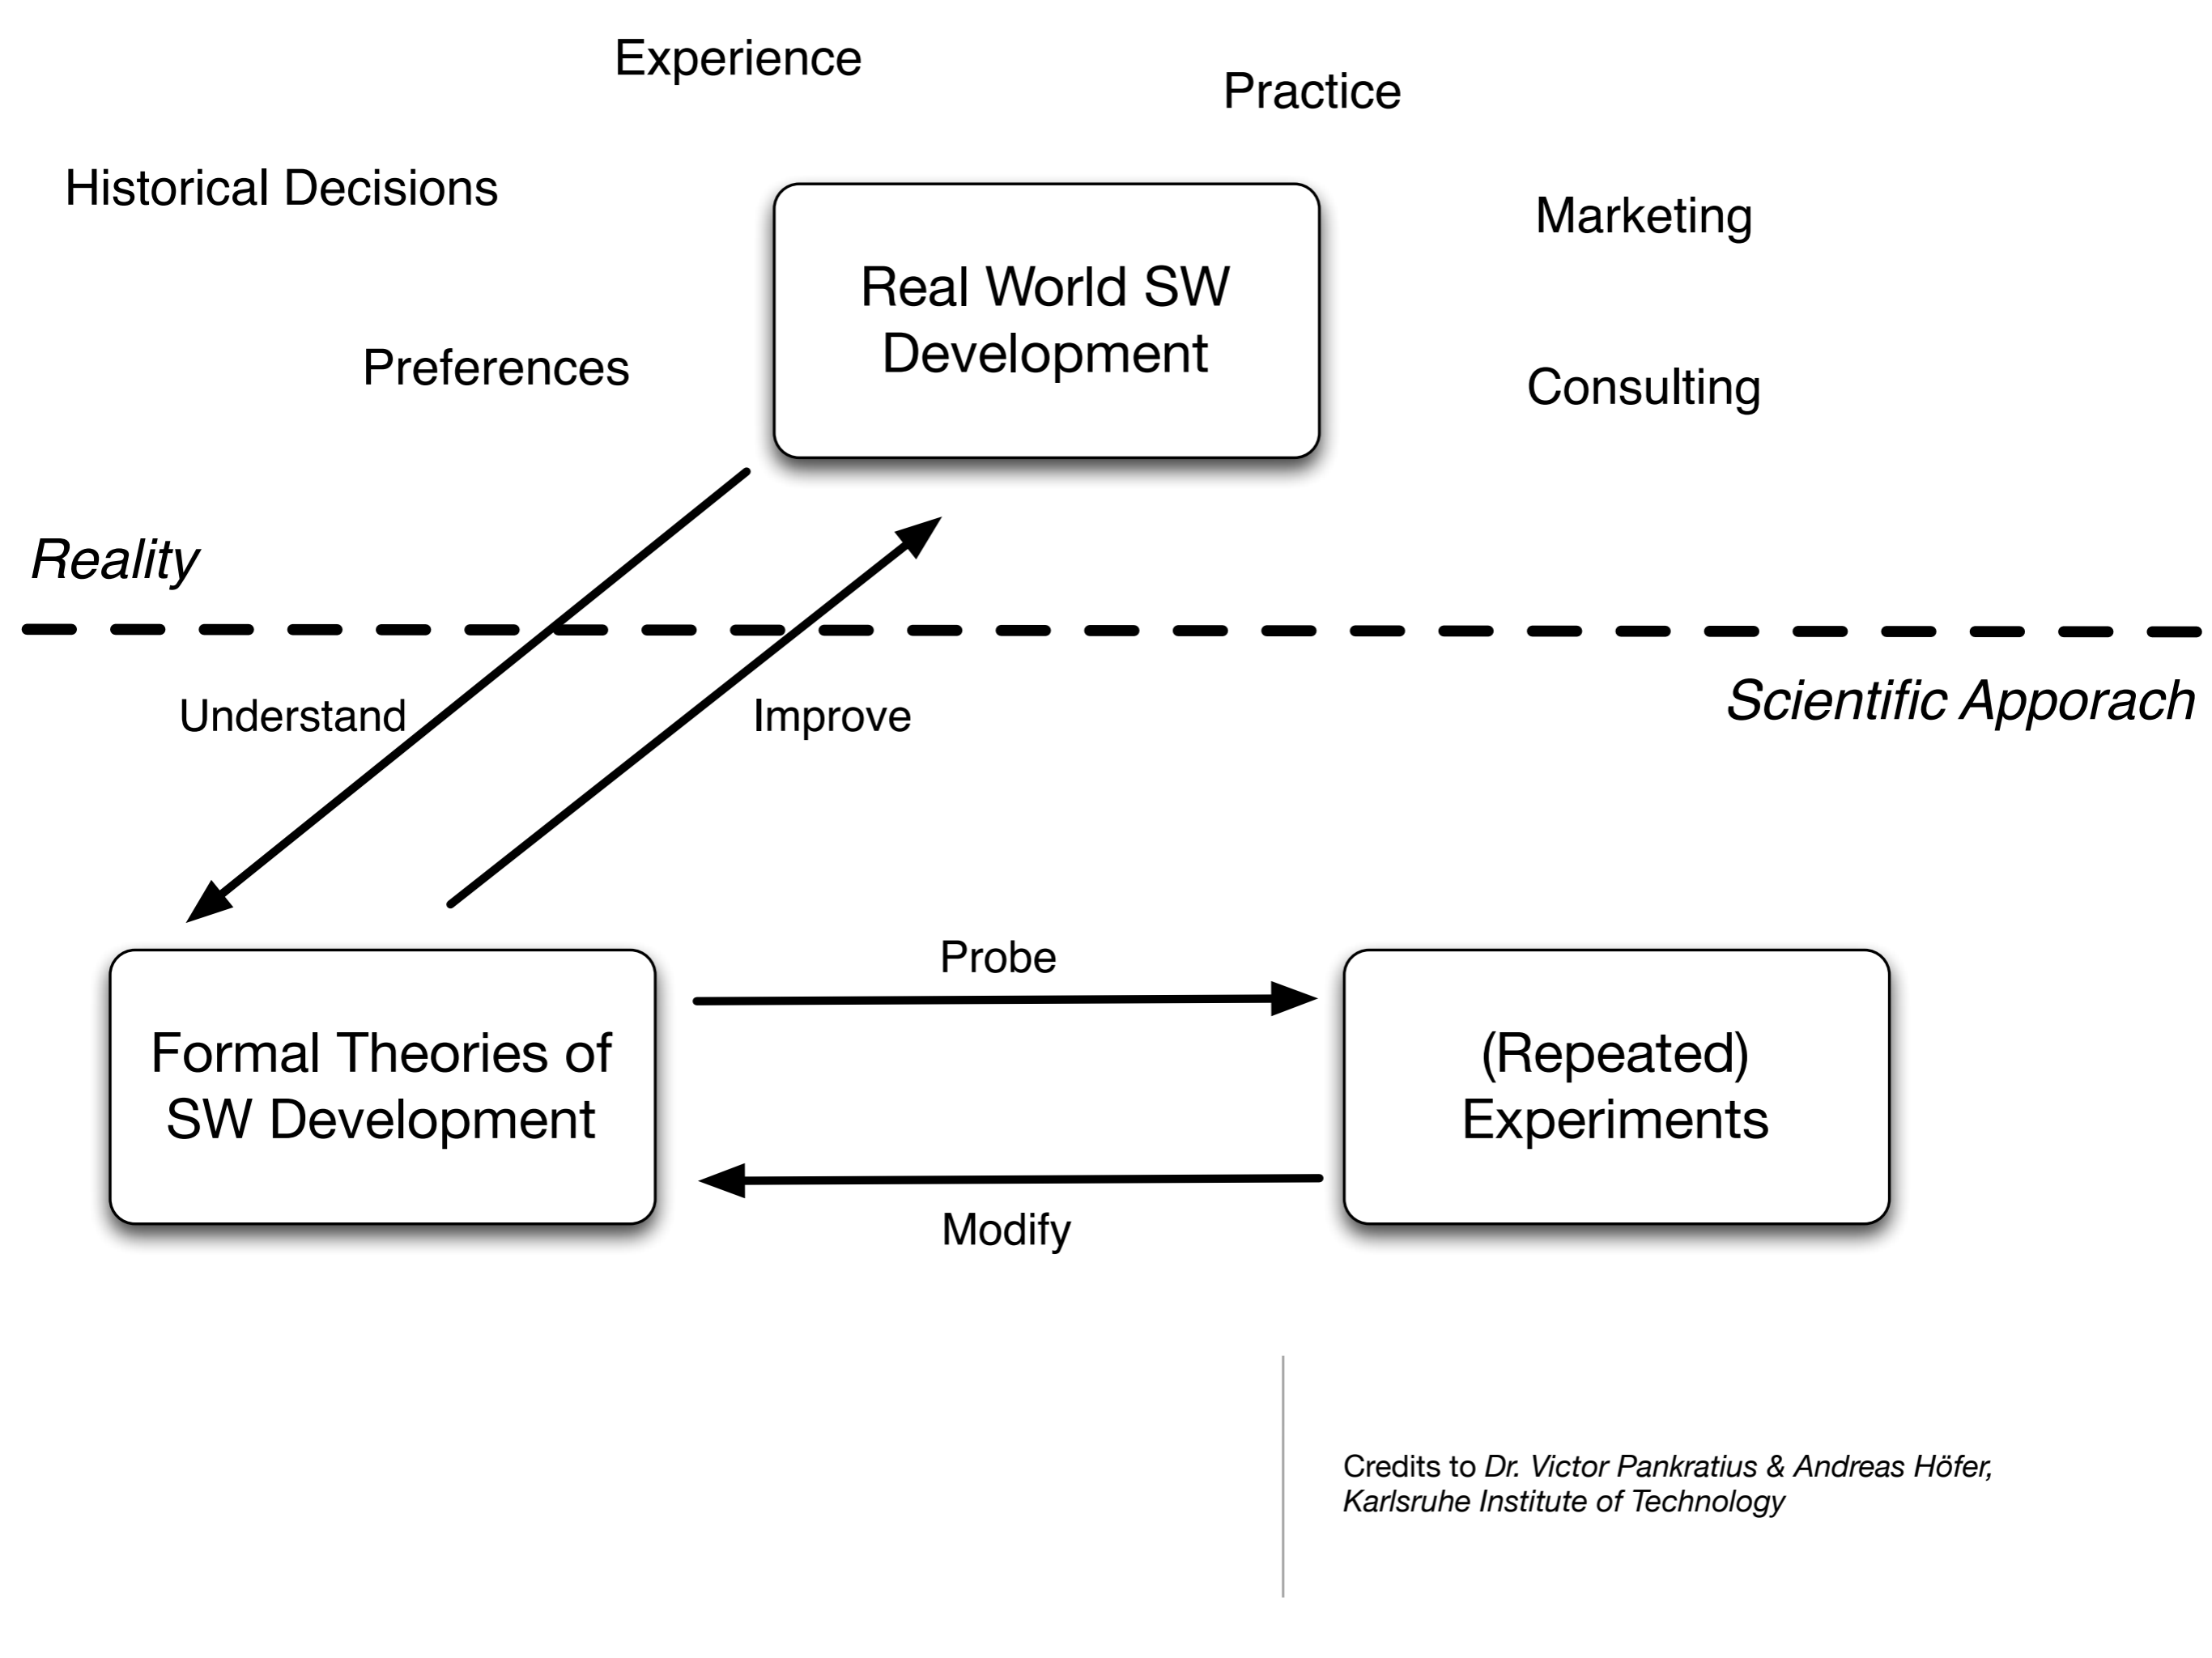 Experience
Practice
Historical Decisions
Marketing
Real World SW
Development
Preferences
Consulting
Reality
Scientific Apporach
Understand
Improve
Probe
Formal Theories of
SW Development
(Repeated)
Experiments
Modify
Credits to Dr. Victor Pankratius & Andreas Höfer,
Karlsruhe Institute of Technology